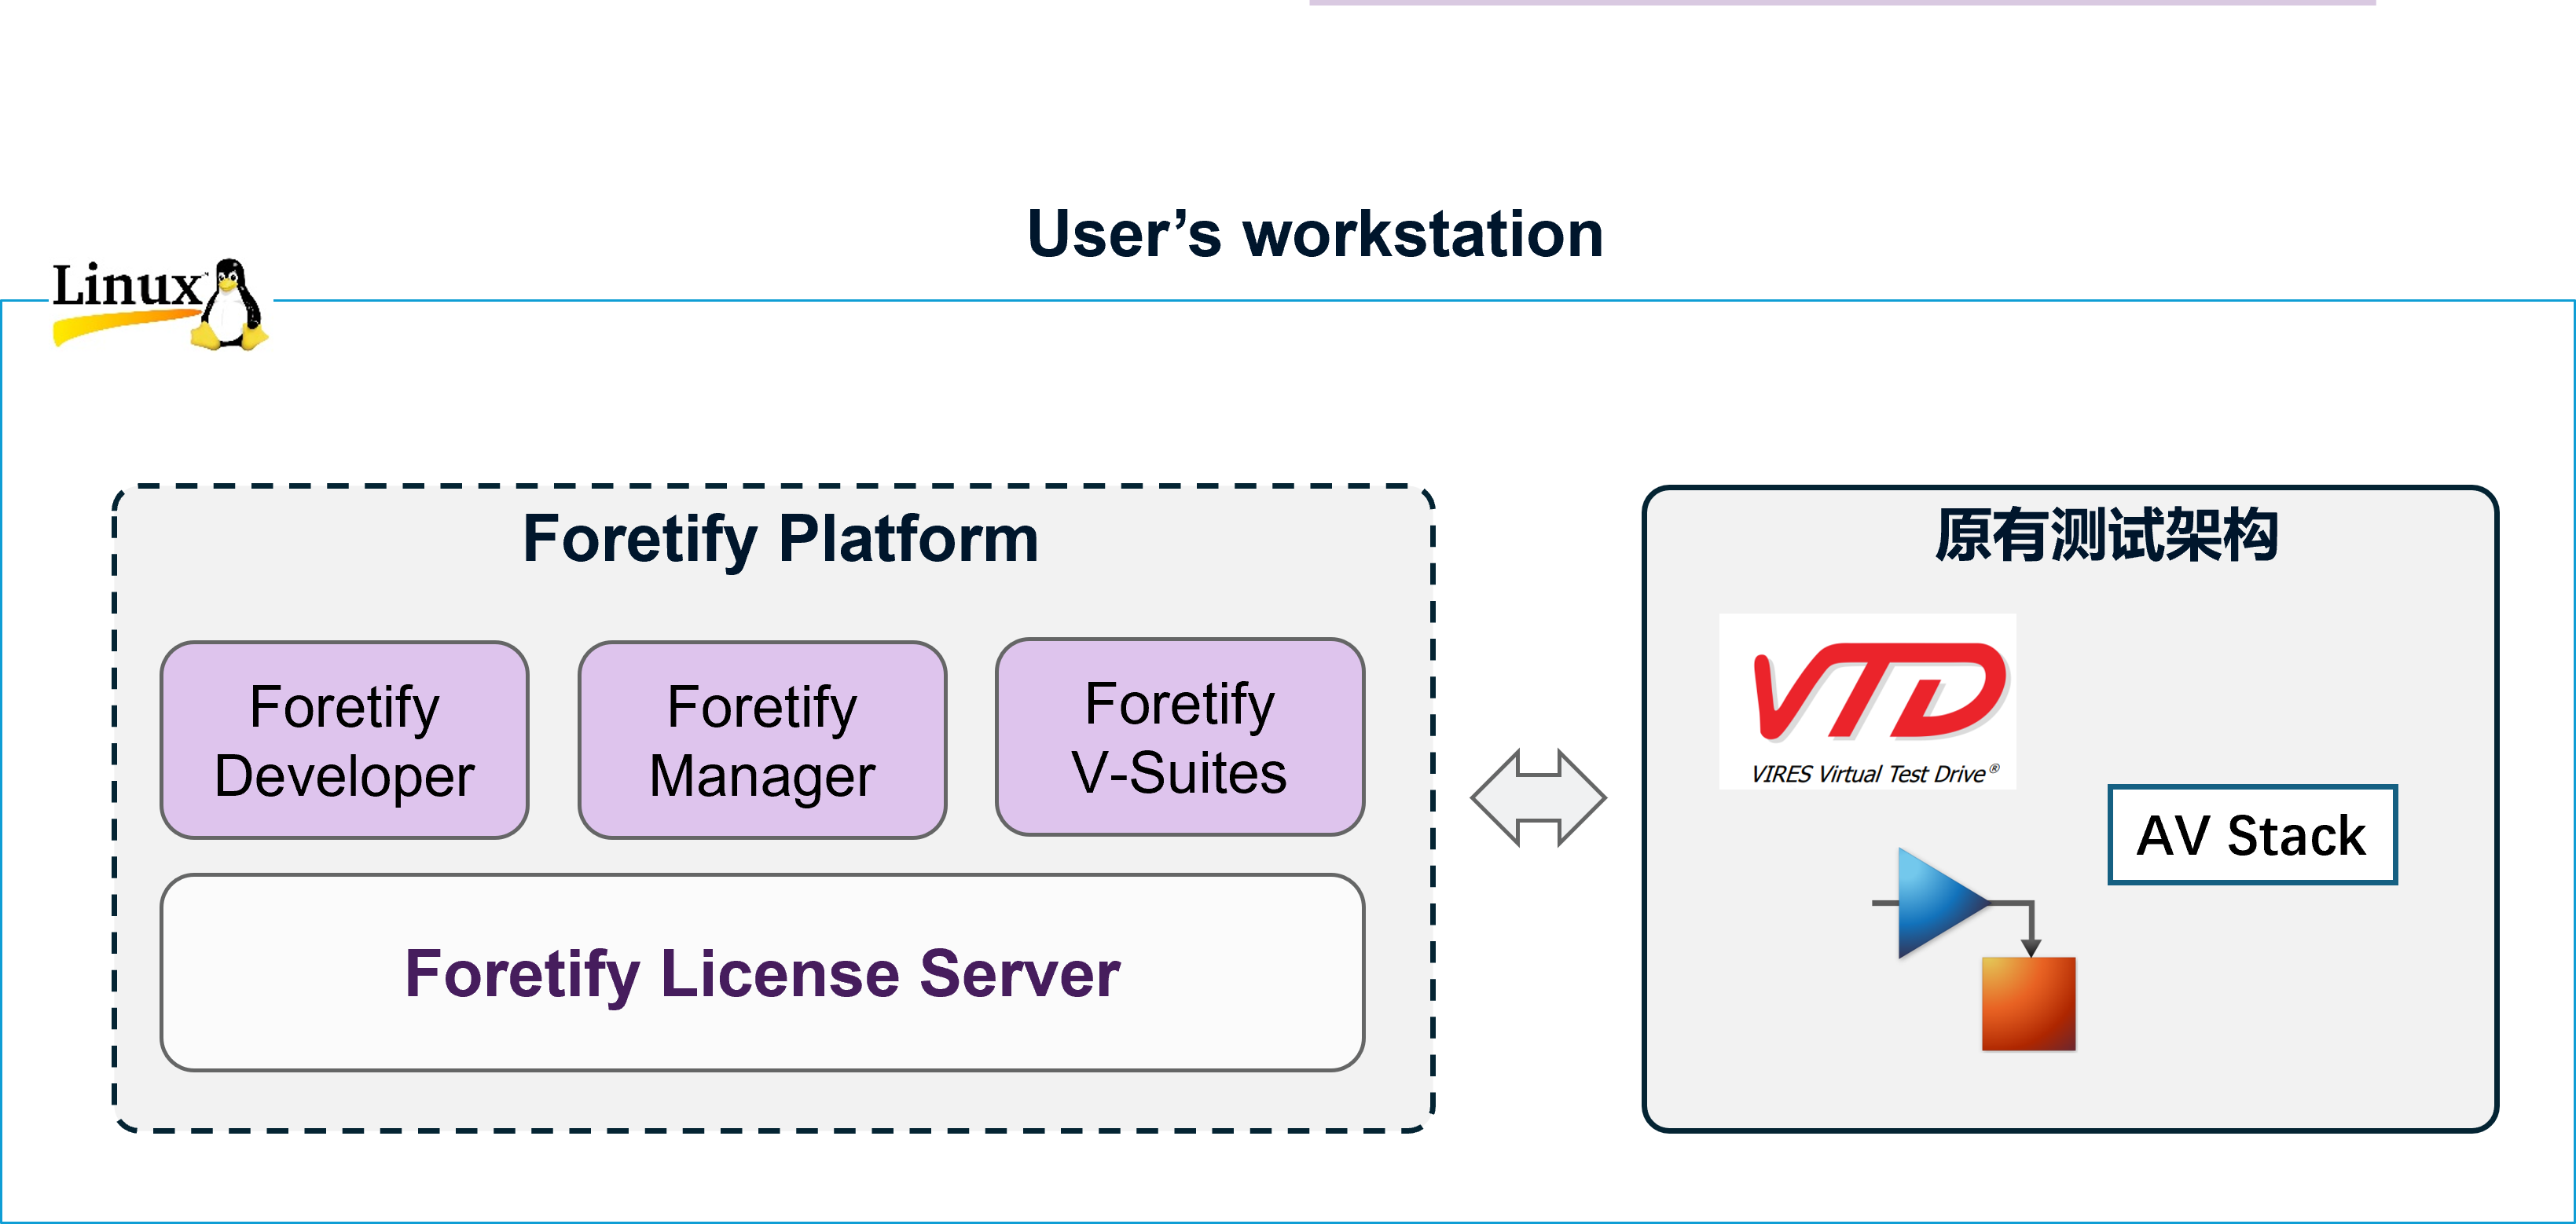 User’s workstation
Linux
Foretify Platform
Foretify
Developer
Foretify
Manager
Foretify
V-Suites
Foretify License Server
原有测试架构
VTD
VIRES Virtual Test Drive®
AV Stack